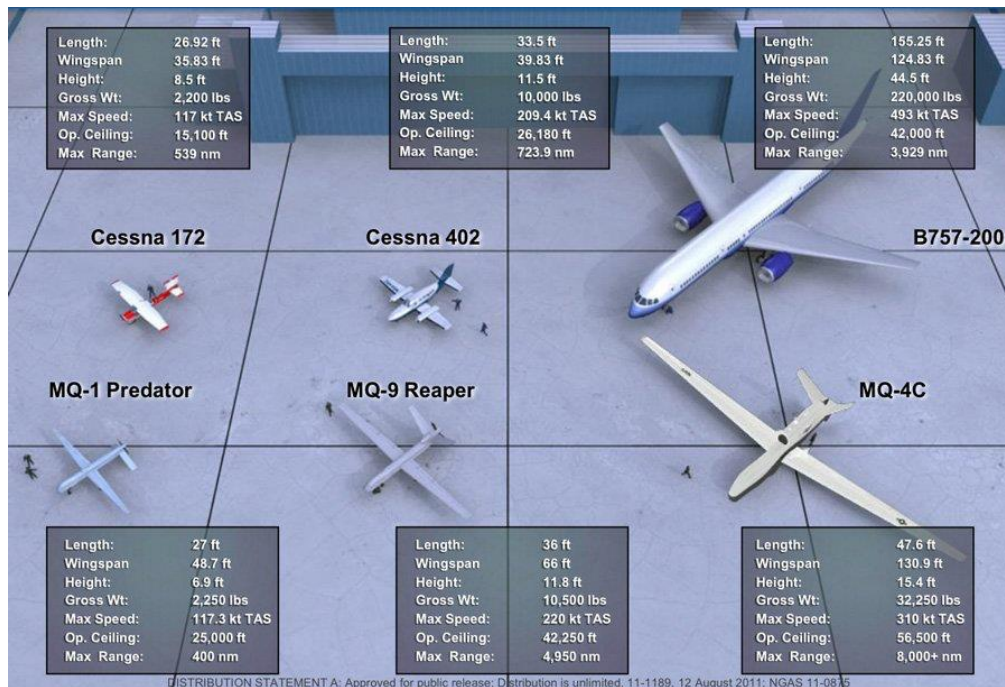 Length: 26.92 ft
Wingspan 35.83 ft
Height: 8.5 ft
Gross Wt: 2,200 lbs
Max Speed: 117 kt TAS
Op. Ceiling: 15,100 ft
Max Range: 539 nm
Length: 33.5 ft
Wingspan 39.83 ft
Height: 11.5 ft
Gross Wt: 10,000 lbs
Max Speed: 209.4 kt TAS
Op. Ceiling: 26,180 ft
Max Range: 723.9 nm
Length: 155.25 ft
Wingspan 124.83 ft
Height: 44.5 ft
Gross Wt: 220,000 lbs
Max Speed: 493 kt TAS
Op. Ceiling: 42,000 ft
Max Range: 3,929 nm
Cessna 172
Cessna 402
B757-200
MQ-1 Predator
MQ-9 Reaper
MQ-4C
Length: 27 ft
Wingspan 48.7 ft
Height: 6.9 ft
Gross Wt: 2,250 lbs
Max Speed: 117.3 kt TAS
Op. Ceiling: 25,000 ft
Max Range: 400 nm
Length: 36 ft
Wingspan 66 ft
Height: 11.8 ft
Gross Wt: 10,500 lbs
Max Speed: 220 kt TAS
Op. Ceiling: 42,250 ft
Max Range: 4,950 nm
Length: 47.6 ft
Wingspan 130.9 ft
Height: 15.4 ft
Gross Wt: 32,250 lbs
Max Speed: 310 kt TAS
Op. Ceiling: 56,500 ft
Max Range: 8,000+ nm
DISTRIBUTION STATEMENT A: Approved for public release; Distribution is unlimited. 11-1189, 12 August 2011; NGAS 11-0875